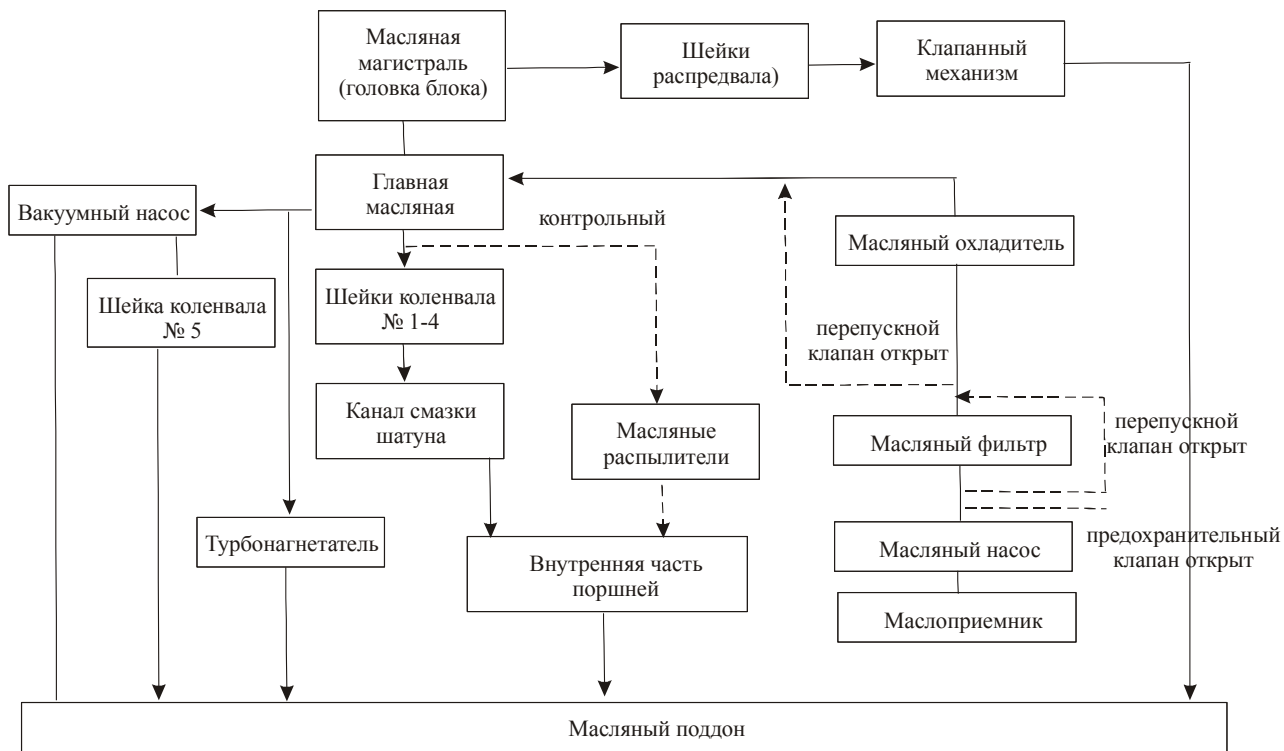 Масляная
магистраль
(головка блока)
Шейки
распредвала)
Клапанный
механизм
Главная
масляная
Вакуумный насос
контрольный
Масляный охладитель
Шейка коленвала
№ 5
Шейки коленвала
№ 1-4
перепускной
клапан открыт
Канал смазки
шатуна
Масляные
распылители
Масляный фильтр
перепускной
клапан открыт
Турбонагнетатель
Масляный насос
предохранительный
клапан открыт
Внутренняя часть
поршней
Маслоприемник
Масляный поддон